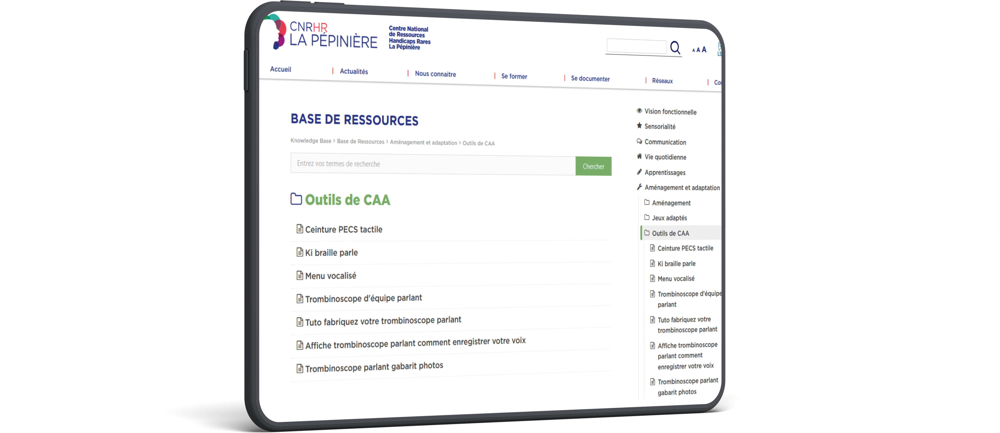 CNRHR
LA PÉPINIÈRE
Centre National
de Ressources
Handicaps Rares
La Pépinière
A A A
Accueil
Actualités
Nous connaitre
Se former
Se documenter
Réseaux
BASE DE RESSOURCES
Knowledge Base > Base de Ressources > Aménagement et adaptation > Outils de CAA
Entrez vos termes de recherche
Chercher
Outils de CAA
Ceinture PECS tactile
Ki braille parle
Menu vocalisé
Trombinoscope d'équipe parlant
Tuto fabriquez votre trombinoscope parlant
Affiche trombinoscope parlant comment enregistrer votre voix
Trombinoscope parlant gabarit photos
Vision fonctionnelle
Sensorialité
Communication
Vie quotidienne
Apprentissages
Aménagement et adaptation
Aménagement
Jeux adaptés
Outils de CAA
Ceinture PECS tactile
Ki braille parle
Menu vocalisé
Trombinoscope d'équipe
parlant
Tuto fabriquez votre
trombinoscope parlant
Affiche trombinoscope
parlant comment
enregistrer votre voix
Trombinoscope parlant
gabarit photos